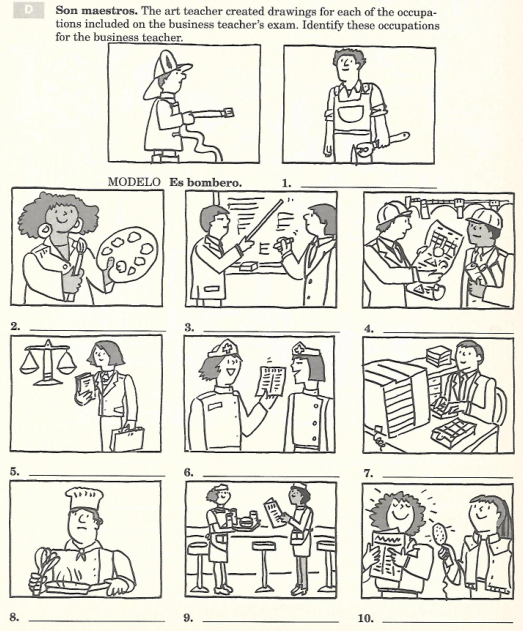 D Son maestros. The art teacher created drawings for each of the occupa-
tions included on the business teacher's exam. Identify these occupations
for the business teacher.
MODELO Es bombero. 1.
2. 3. 4.
5. 6. 7.
8. 9. 10.